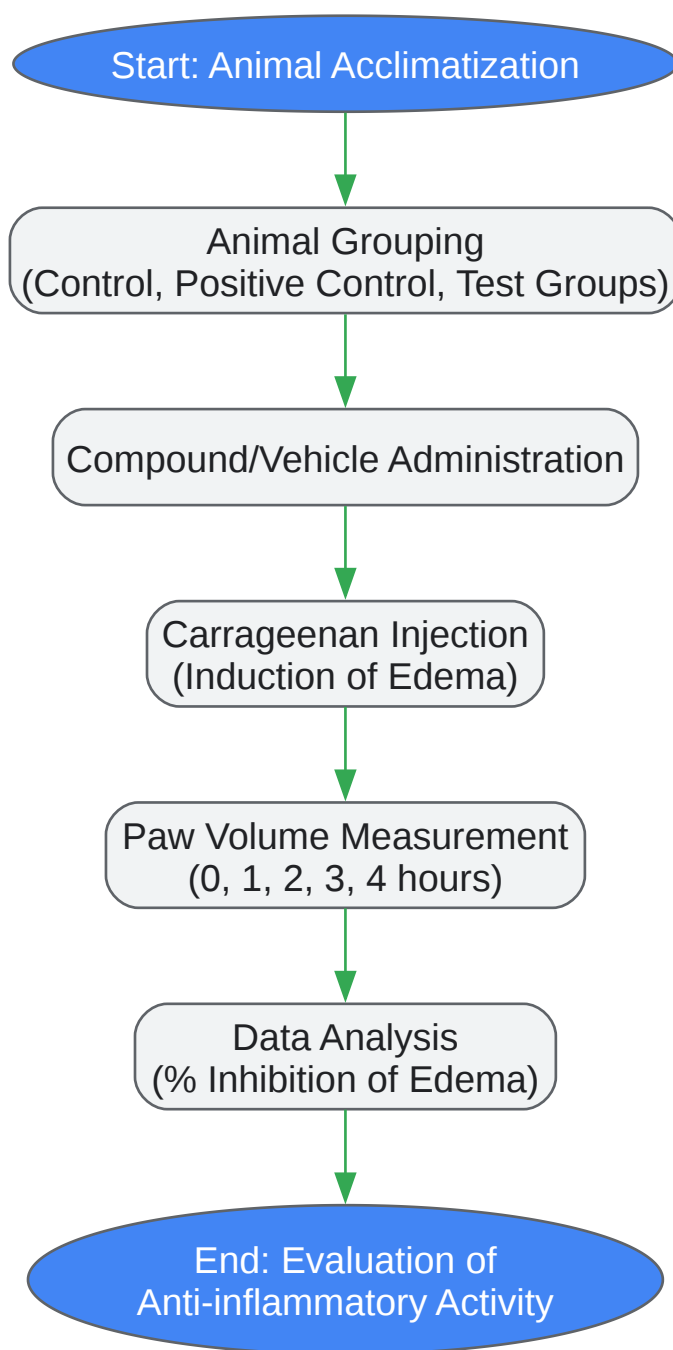 Start: Animal Acclimatization
Animal Grouping
(Control, Positive Control, Test Groups)
Compound/Vehicle Administration
Carrageenan Injection
(Induction of Edema)
Paw Volume Measurement
(0, 1, 2, 3, 4 hours)
Data Analysis
(% Inhibition of Edema)
End: Evaluation of
Anti-inflammatory Activity